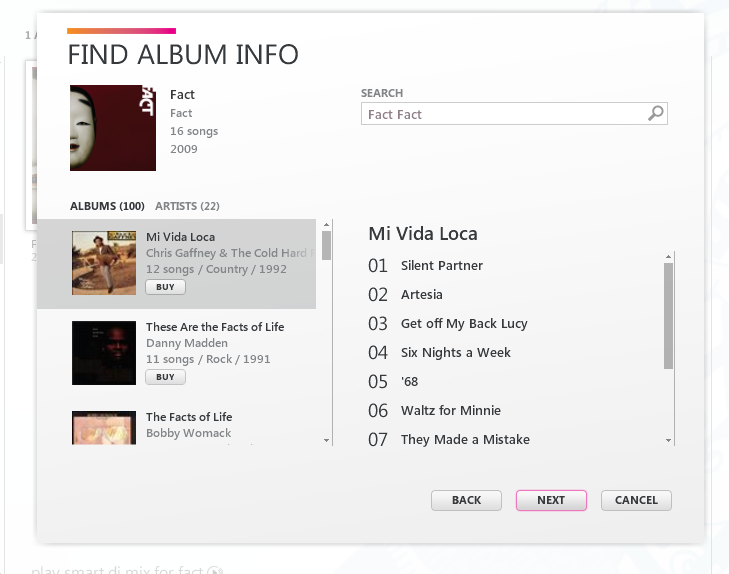 1
FIND ALBUM INFO
FACT
Fact
Fact
16 songs
2009
SEARCH
Fact Fact
ALBUMS (100) ARTISTS (22)
Mi Vida Loca
Chris Gaffney & The Cold Hard
12 songs / Country / 1992
BUY
These Are the Facts of Life
Danny Madden
11 songs / Rock / 1991
BUY
The Facts of Life
Bobby Womack
Mi Vida Loca
01 Silent Partner
02 Artesia
03 Get off My Back Lucy
04 Six Nights a Week
05 '68
06 Waltz for Minnie
07 They Made a Mistake
BACK NEXT CANCEL
play smart dj mix for fact